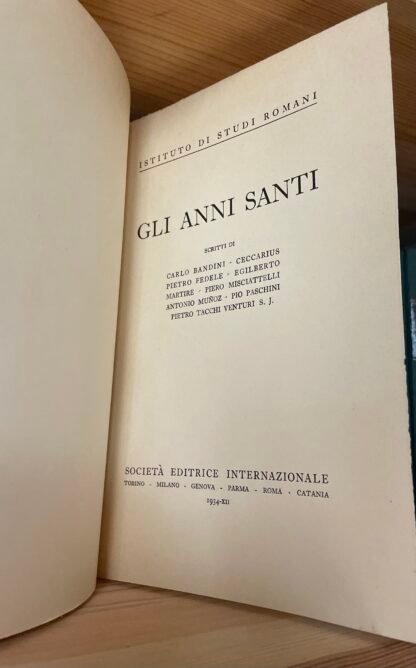 ISTITUTO DI STUDI ROMANI
GLI ANNI SANTI
SCRITTI DI
CARLO BANDINI - CECCARIUS
PIETRO FEDELE - EGILBERTO
MARTIRE - PIERO MISCIATTELLI
ANTONIO MUÑOZ - PIO PASCHINI
PIETRO TACCHI VENTURI S. J.
SOCIETÀ EDITRICE INTERNAZIONALE
TORINO - MILANO - GENOVA - PARMA - ROMA - CATANIA
1934-XII